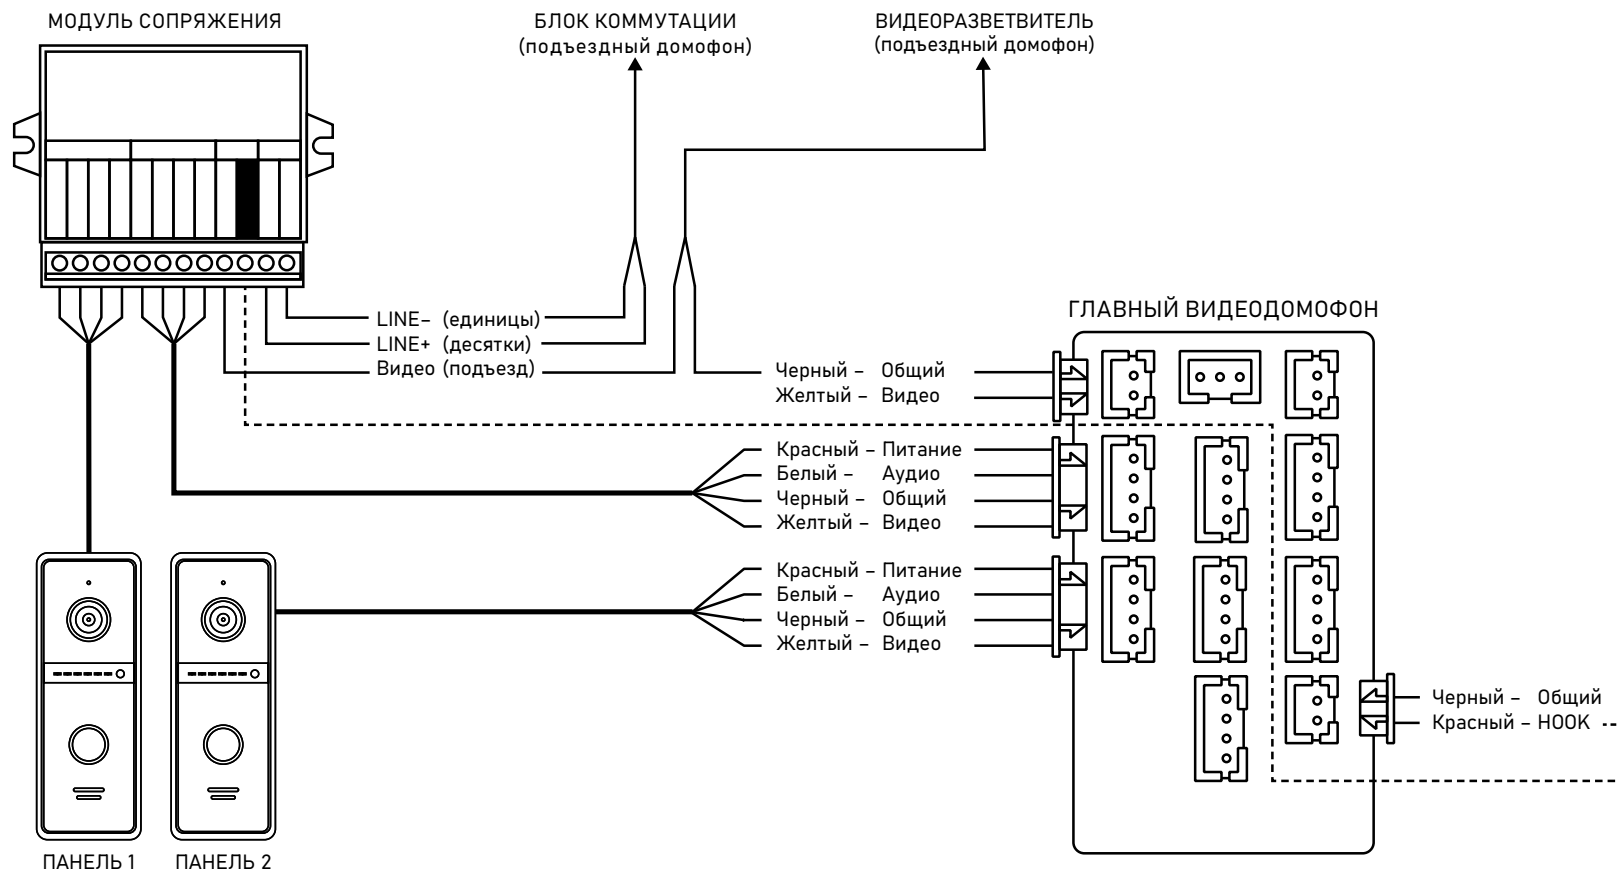 МОДУЛЬ СОПРЯЖЕНИЯ
БЛОК КОММУТАЦИИ
(подъездный домофон)
ВИДЕОРАЗВЕТВИТЕЛЬ
(подъездный домофон)
LINE– (единицы)
LINE+ (десятки)
Видео (подъезд)
ГЛАВНЫЙ ВИДЕОДОМОФОН
Черный – Общий
Желтый – Видео
Красный – Питание
Белый – Аудио
Черный – Общий
Желтый – Видео
Красный – Питание
Белый – Аудио
Черный – Общий
Желтый – Видео
Черный – Общий
Красный – HOOK
ПАНЕЛЬ 1
ПАНЕЛЬ 2